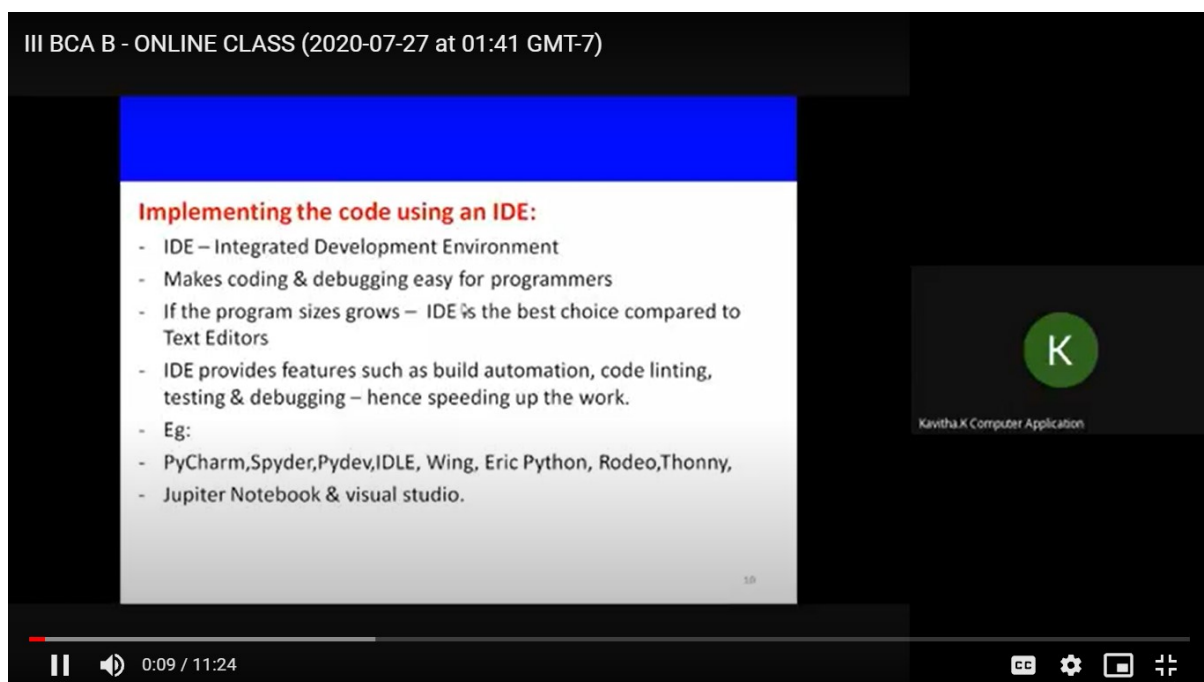 III BCA B - ONLINE CLASS (2020-07-27 at 01:41 GMT-7)
Implementing the code using an IDE:
- IDE – Integrated Development Environment
- Makes coding & debugging easy for programmers
- If the program sizes grows – IDE is the best choice compared to
Text Editors
- IDE provides features such as build automation, code linting,
testing & debugging – hence speeding up the work.
- Eg:
- PyCharm,Spyder,Pydev,IDLE, Wing, Eric Python, Rodeo,Thonny,
- Jupiter Notebook & visual studio.
10
K
Kavitha.K Computer Application
0:09 / 11:24
CC